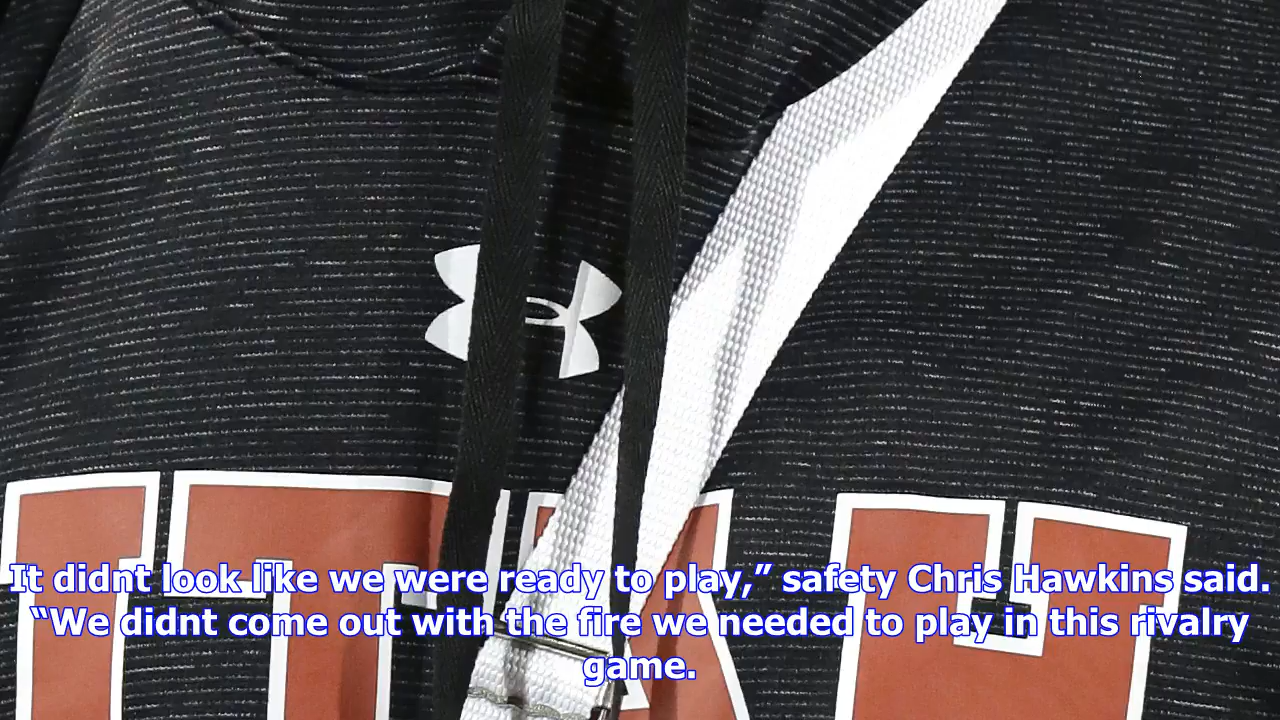 It didnt look like we were ready to play,” safety Chris Hawkins said.
“We didnt come out with the fire we needed to play in this rivalry
game.